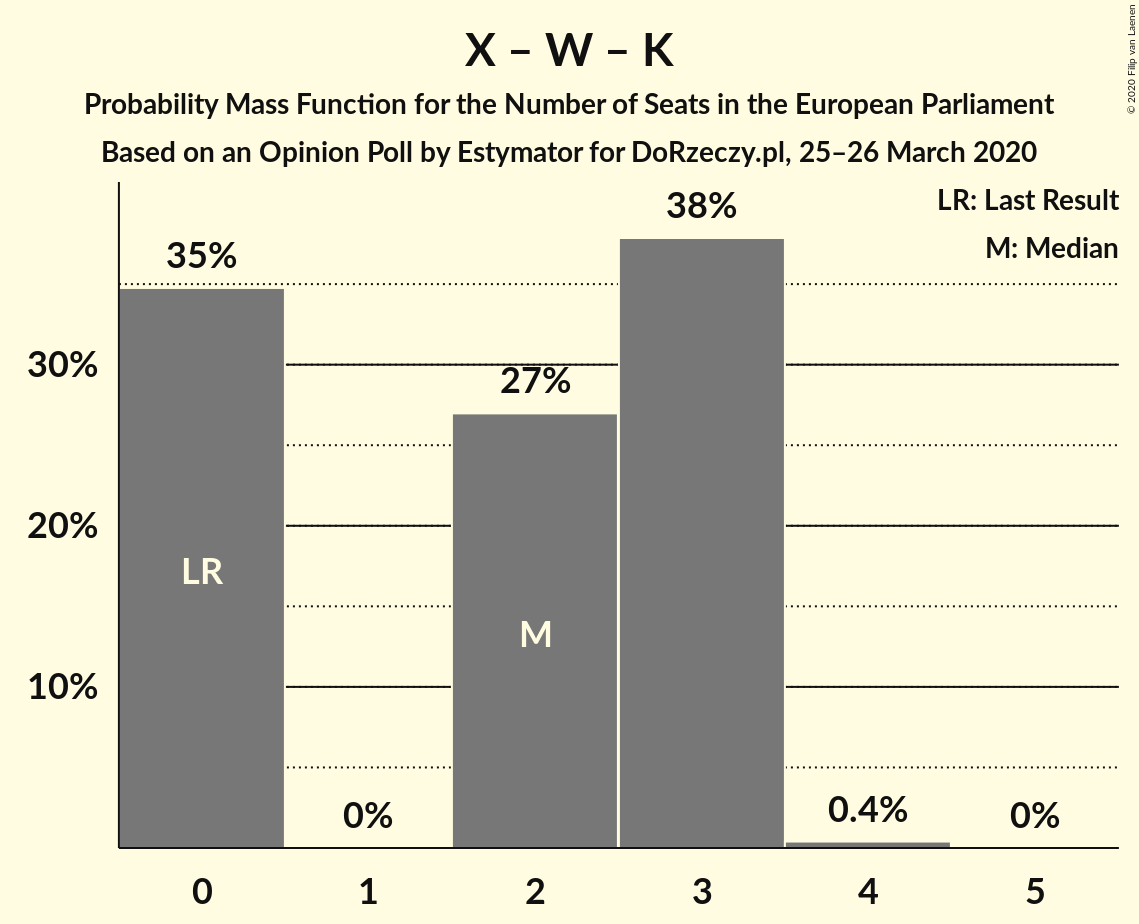 X – W – K
Probability Mass Function for the Number of Seats in the European Parliament
Based on an Opinion Poll by Estymator for DoRzeczy.pl, 25–26 March 2020
© 2020 Filip van Laenen
LR: Last Result
M: Median
38%
35%
30%
27%
20%
LR
M
10%
0%
0.4%
0%
0 1 2 3 4 5